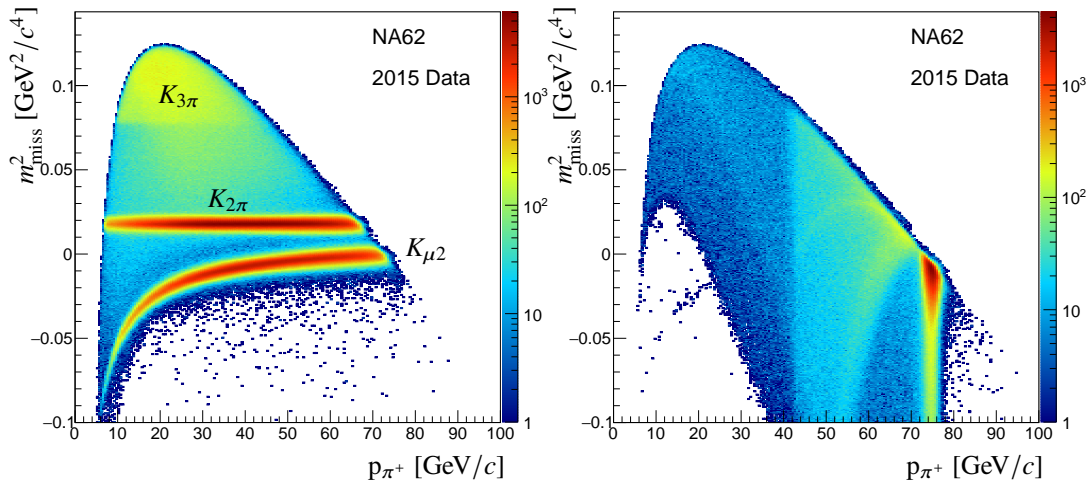 m²miss [GeV²/c⁴]
NA62
2015 Data
K3π
K2π
Kμ2
0.1
0.05
0
−0.05
−0.1
0 10 20 30 40 50 60 70 80 90 100
pπ+ [GeV/c]
10³
10²
10
1
m²miss [GeV²/c⁴]
NA62
2015 Data
0.1
0.05
0
−0.05
−0.1
0 10 20 30 40 50 60 70 80 90 100
pπ+ [GeV/c]
10³
10²
10
1